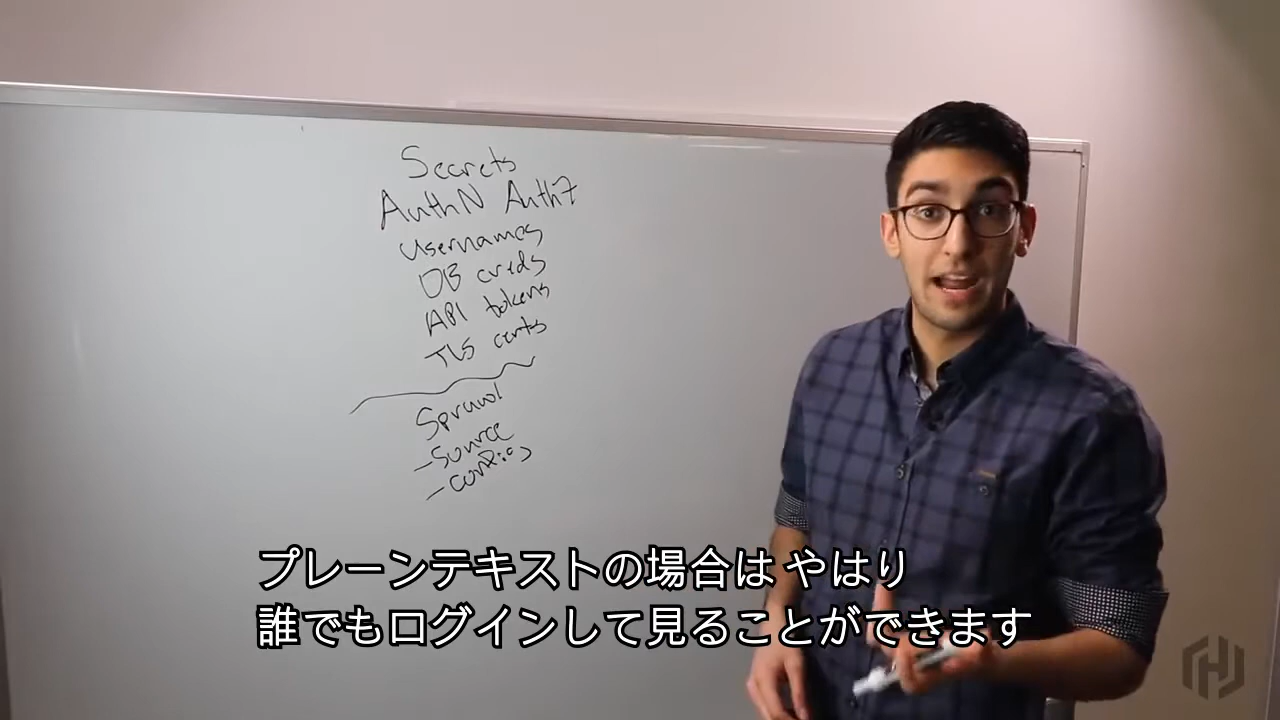 Secrets
AuthN AuthZ
Usernames
DB creds
API tokens
TLS certs
Sprawl
- Source
- config
プレーンテキストの場合は やはり
誰でもログインして見ることができます